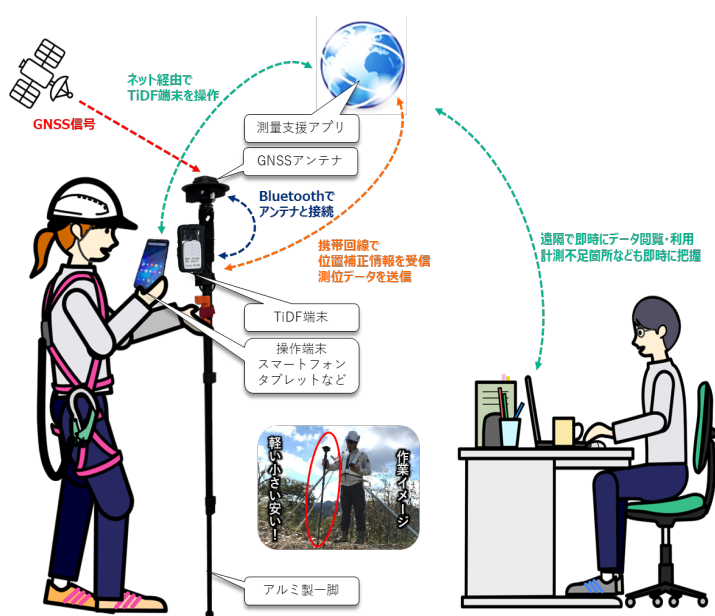 ネット経由で
TiDF端末を操作
GNSS信号
測量支援アプリ
GNSSアンテナ
Bluetoothで
アンテナと接続
携帯回線で
位置補正情報を受信
測位データを送信
遠隔で即時にデータ閲覧・利用
計測不足箇所なども即時に把握
TiDF端末
操作端末
スマートフォン
タブレットなど
作業イメージ
軽い小さい安い！
アルミ製一脚